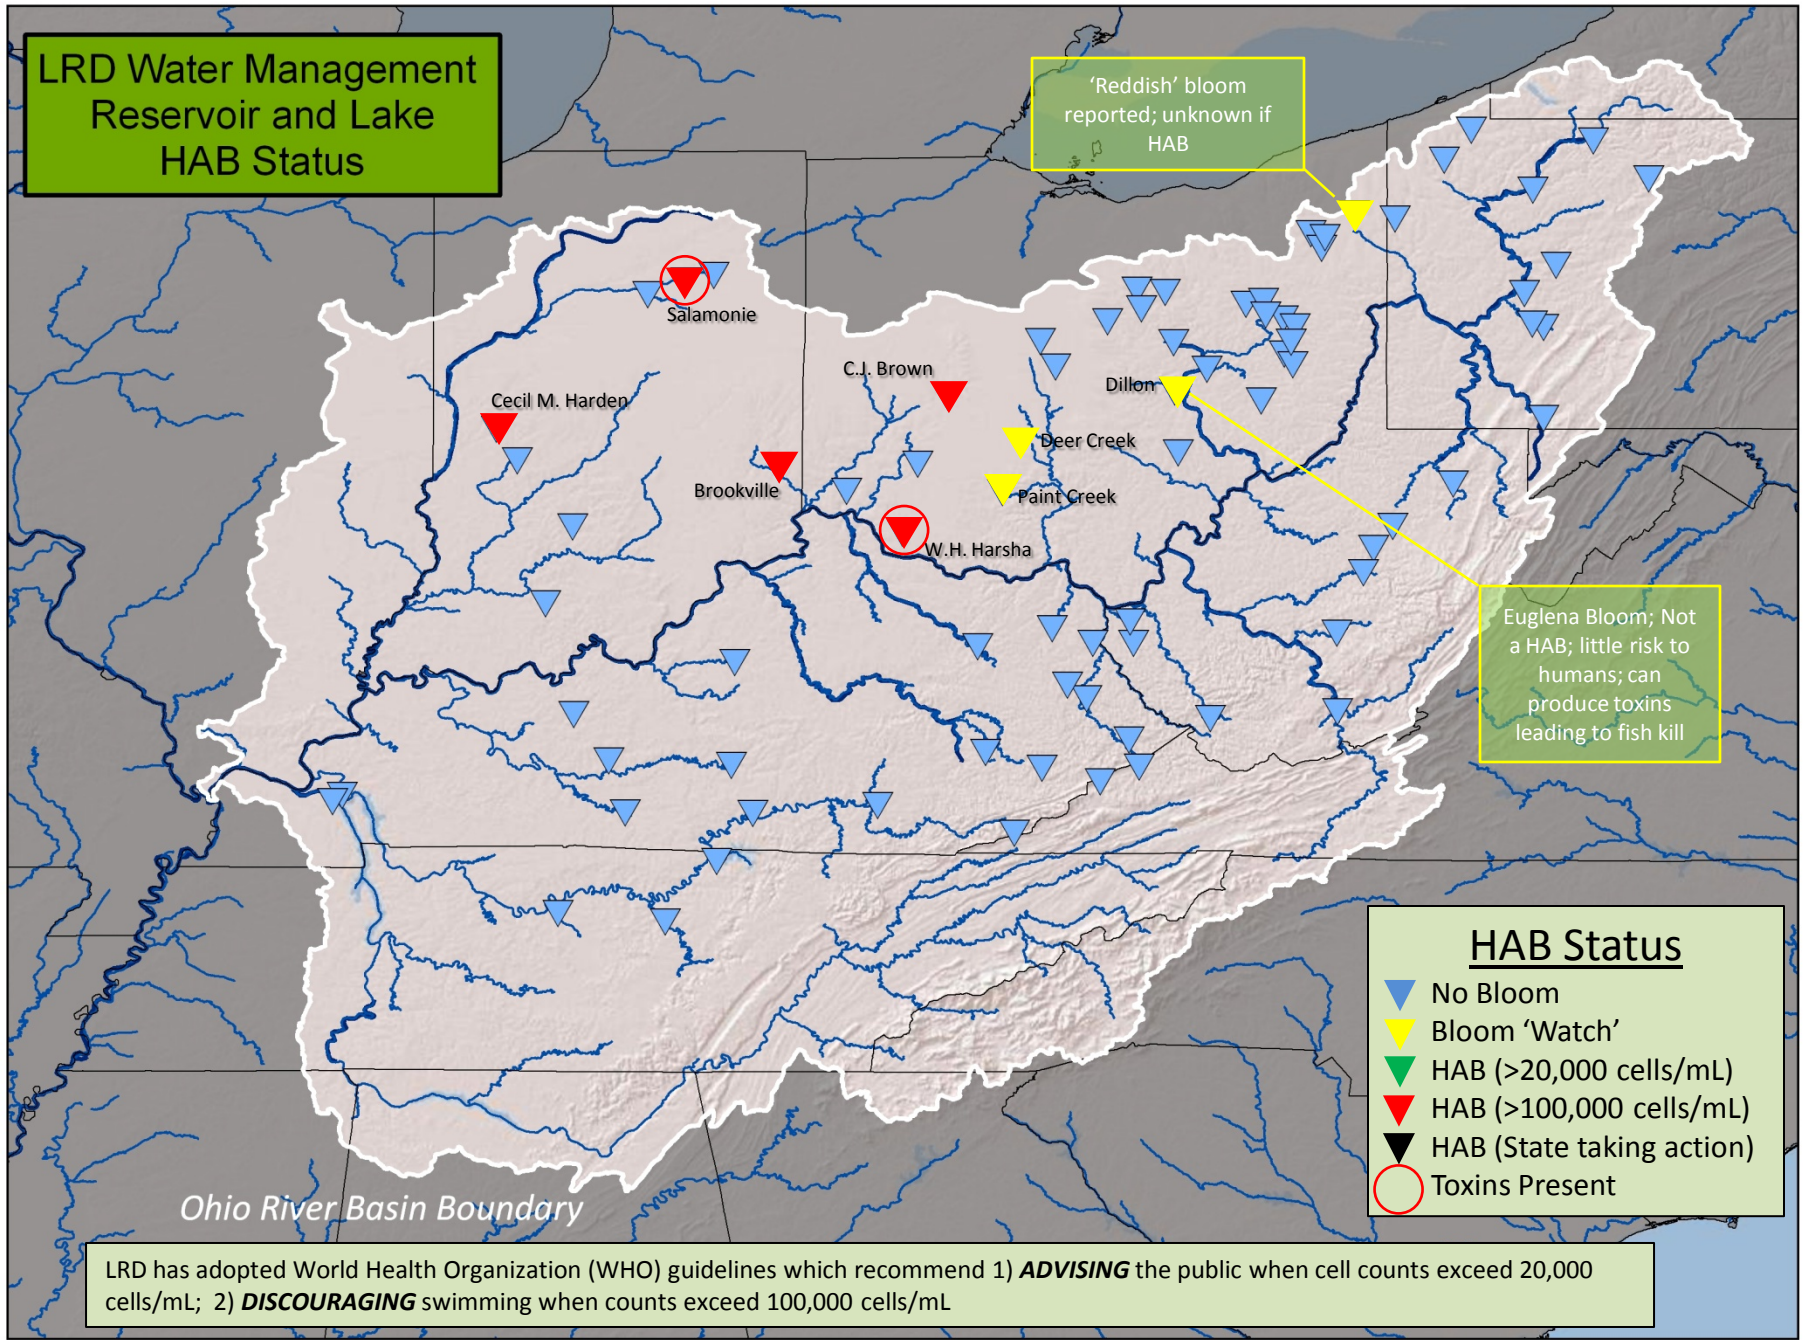 LRD Water Management
Reservoir and Lake
HAB Status
‘Reddish’ bloom
reported; unknown if
HAB
Salamonie
C.J. Brown
Cecil M. Harden
Dillon
Deer Creek
Brookville
Paint Creek
W.H. Harsha
Euglena Bloom; Not
a HAB; little risk to
humans; can
produce toxins
leading to fish kill
HAB Status
No Bloom
Bloom ‘Watch’
HAB (>20,000 cells/mL)
HAB (>100,000 cells/mL)
HAB (State taking action)
Toxins Present
Ohio River Basin Boundary
LRD has adopted World Health Organization (WHO) guidelines which recommend 1) ADVISING the public when cell counts exceed 20,000
cells/mL; 2) DISCOURAGING swimming when counts exceed 100,000 cells/mL